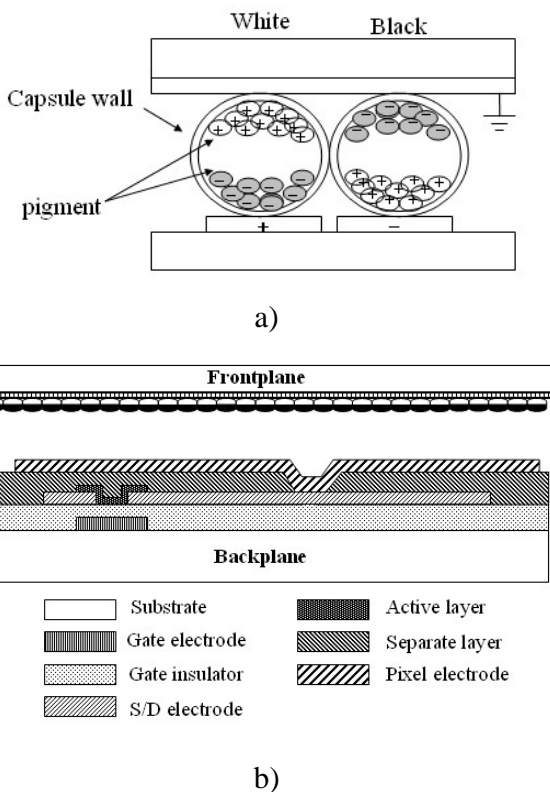 White Black
Capsule wall
pigment
+ + + + + + + + +
− − − − − − −
− − − − − − −
+ + + + + + + + +
+ −
a)
Frontplane
Backplane
Substrate Active layer
Gate electrode Separate layer
Gate insulator Pixel electrode
S/D electrode
b)